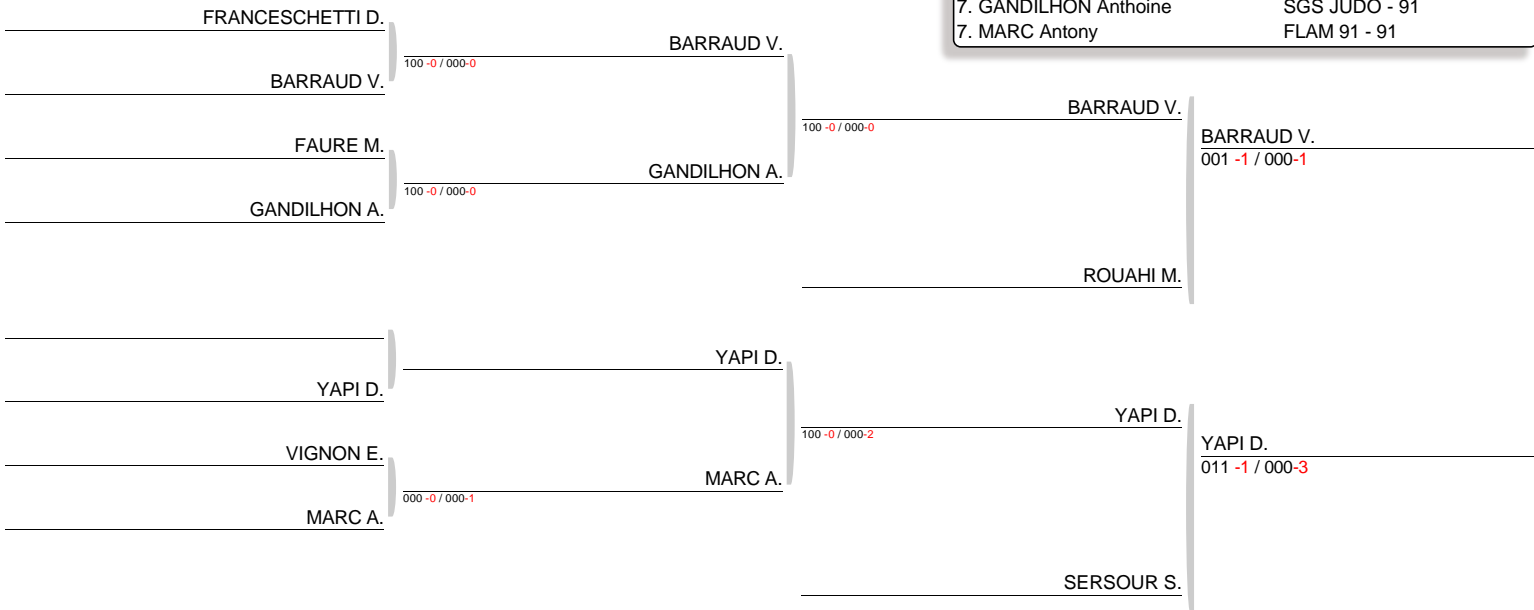 7. GANDILHON Anthoine SGS JUDO - 91
7. MARC Antony FLAM 91 - 91
FRANCESCHETTI D.
BARRAUD V.
100 -0 / 000-0
BARRAUD V.
BARRAUD V.
100 -0 / 000-0
BARRAUD V.
001 -1 / 000-1
FAURE M.
GANDILHON A.
100 -0 / 000-0
GANDILHON A.
ROUAHI M.
YAPI D.
YAPI D.
YAPI D.
100 -0 / 000-2
YAPI D.
011 -1 / 000-3
VIGNON E.
MARC A.
000 -0 / 000-1
MARC A.
SERSOUR S.